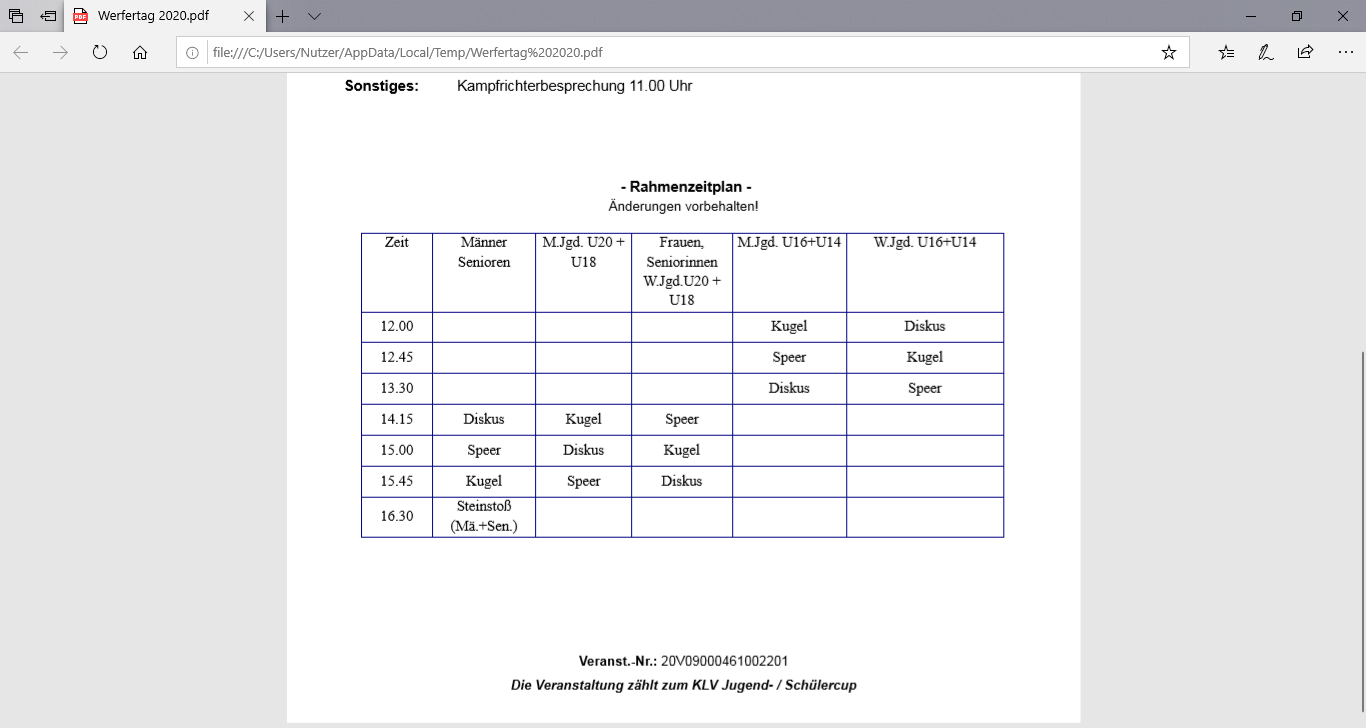 Werfertag 2020.pdf
file:///C:/Users/Nutzer/AppData/Local/Temp/Werfertag%202020.pdf
Sonstiges: Kampfrichterbesprechung 11.00 Uhr
- Rahmenzeitplan -
Änderungen vorbehalten!
Zeit Männer M.Jgd. U20 + Frauen, M.Jgd. U16+U14 W.Jgd. U16+U14
Senioren U18 Seniorinnen
W.Jgd.U20 +
U18
12.00 Kugel Diskus
12.45 Speer Kugel
13.30 Diskus Speer
14.15 Diskus Kugel Speer
15.00 Speer Diskus Kugel
15.45 Kugel Speer Diskus
Steinstoß
16.30
(Mä.+Sen.)
Veranst.-Nr.: 20V09000461002201
Die Veranstaltung zählt zum KLV Jugend- / Schülercup